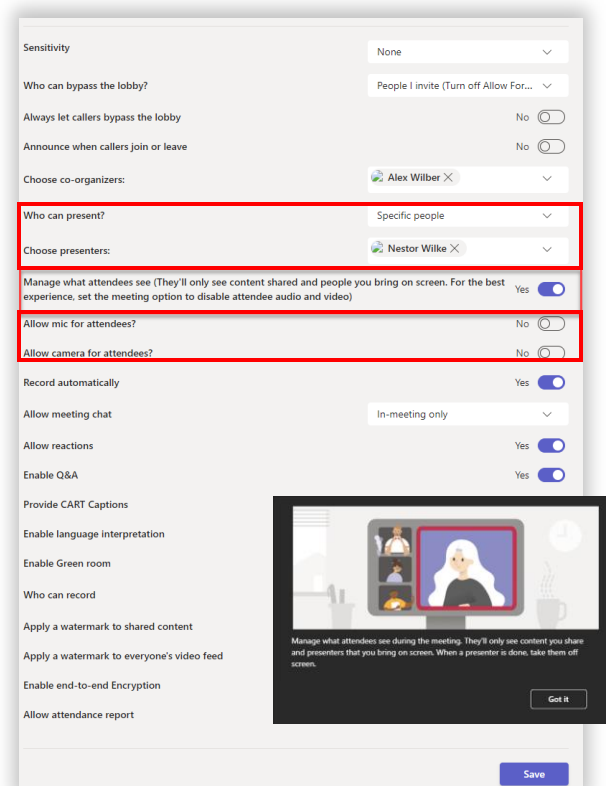 Sensitivity
None
Who can bypass the lobby?
People I invite (Turn off Allow For...
Always let callers bypass the lobby
No
Announce when callers join or leave
No
Choose co-organizers:
Alex Wilber
Who can present?
Specific people
Choose presenters:
Nestor Wilke
Manage what attendees see (They'll only see content shared and people you bring on screen. For the best
experience, set the meeting option to disable attendee audio and video)
Yes
Allow mic for attendees?
No
Allow camera for attendees?
No
Record automatically
Yes
Allow meeting chat
In-meeting only
Allow reactions
Yes
Enable Q&A
Yes
Provide CART Captions
Enable language interpretation
Enable Green room
Who can record
Apply a watermark to shared content
Apply a watermark to everyone's video feed
Enable end-to-end Encryption
Allow attendance report
Manage what attendees see during the meeting. They'll only see content you share
and presenters that you bring on screen. When a presenter is done, take them off
screen.
Got it
Save